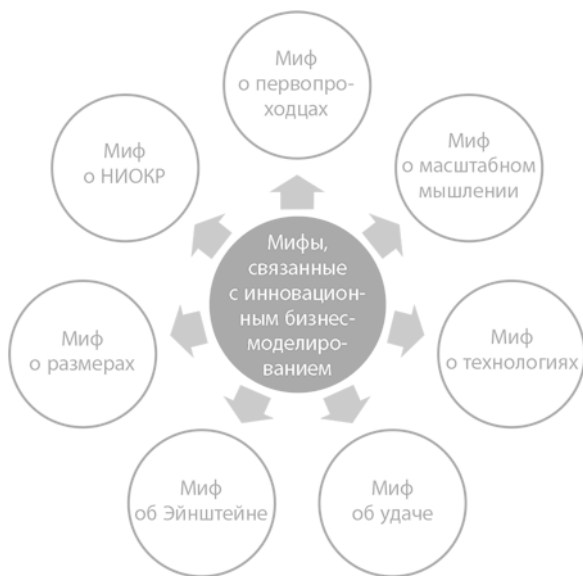 Миф
о первопро-
ходцах
Миф
о масштабном
мышлении
Миф
о технологиях
Миф
об удаче
Миф
об Эйнштейне
Миф
о размерах
Миф
о НИОКР
Мифы,
связанные
с инновацион-
ным бизнес-
моделиро-
ванием